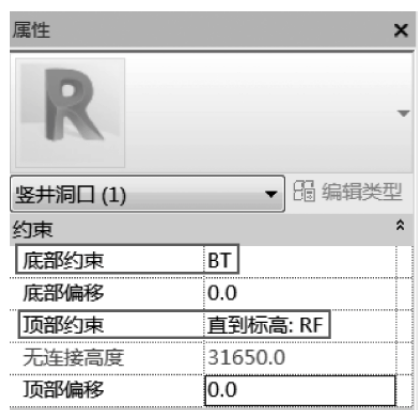 属性
R
竖井洞口 (1) 编辑类型
约束
底部约束 BT
底部偏移 0.0
顶部约束 直到标高: RF
无连接高度 31650.0
顶部偏移 0.0